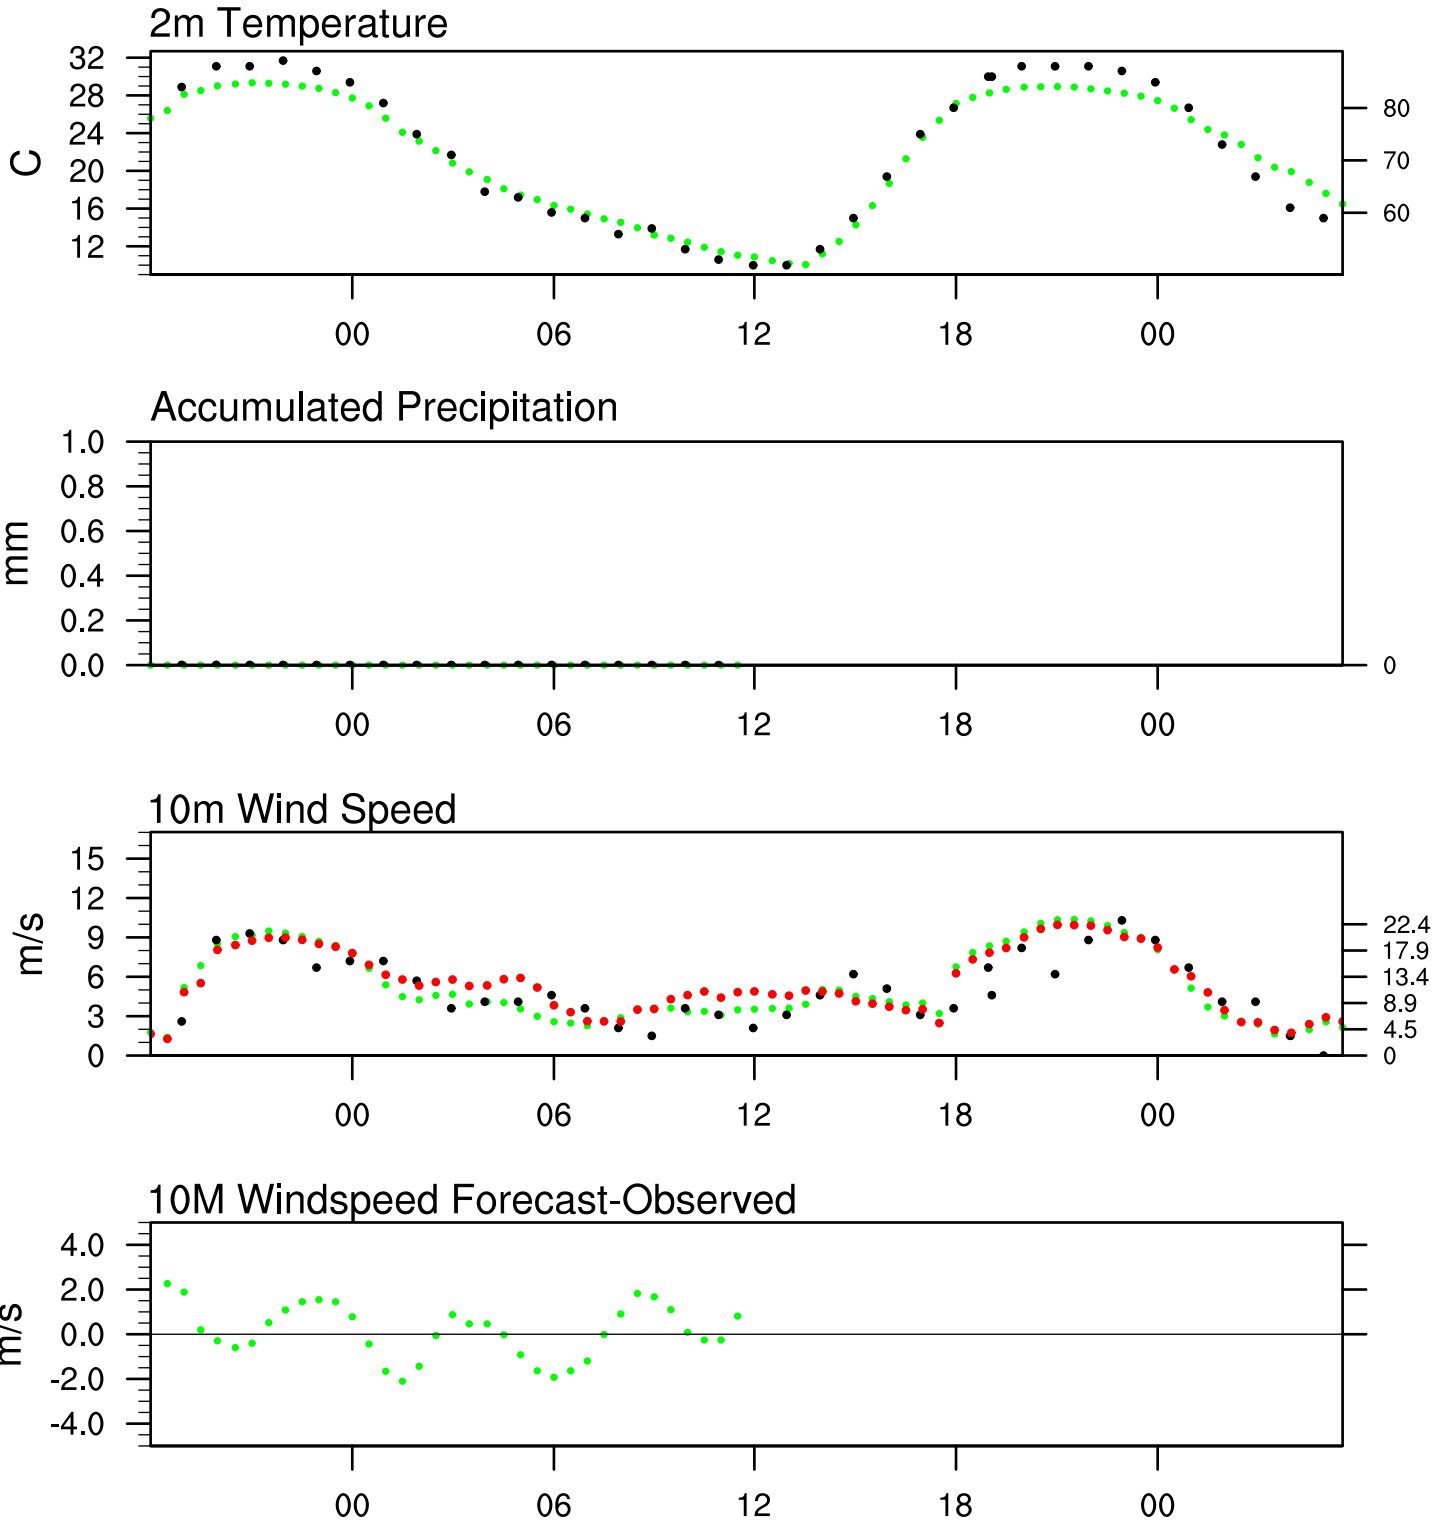 2m Temperature
32
28
24
20
16
12
C
80
70
60
00 06 12 18 00
Accumulated Precipitation
1.0
0.8
0.6
0.4
0.2
0.0
mm
0
00 06 12 18 00
10m Wind Speed
15
12
9
6
3
0
m/s
22.4
17.9
13.4
8.9
4.5
0
00 06 12 18 00
10M Windspeed Forecast-Observed
4.0
2.0
0.0
-2.0
-4.0
m/s
00 06 12 18 00